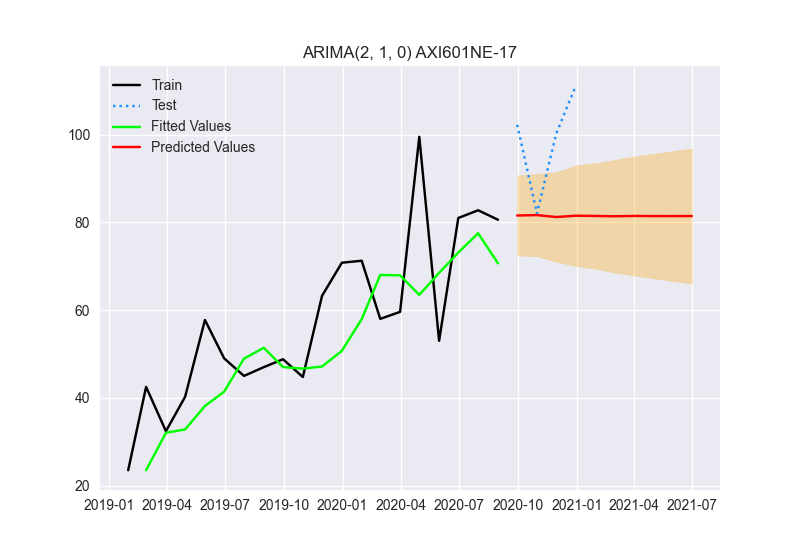 ARIMA(2, 1, 0) AXI601NE-17
Train
Test
Fitted Values
Predicted Values
100
80
60
40
20
2019-01 2019-04 2019-07 2019-10 2020-01 2020-04 2020-07 2020-10 2021-01 2021-04 2021-07